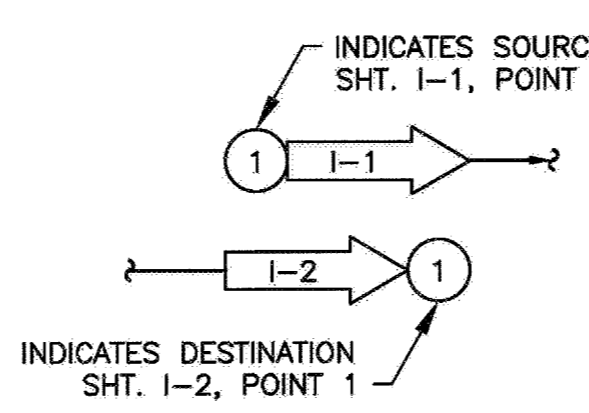 INDICATES SOURC
SHT. I-1, POINT
1 I-1
I-2 1
INDICATES DESTINATION
SHT. I-2, POINT 1